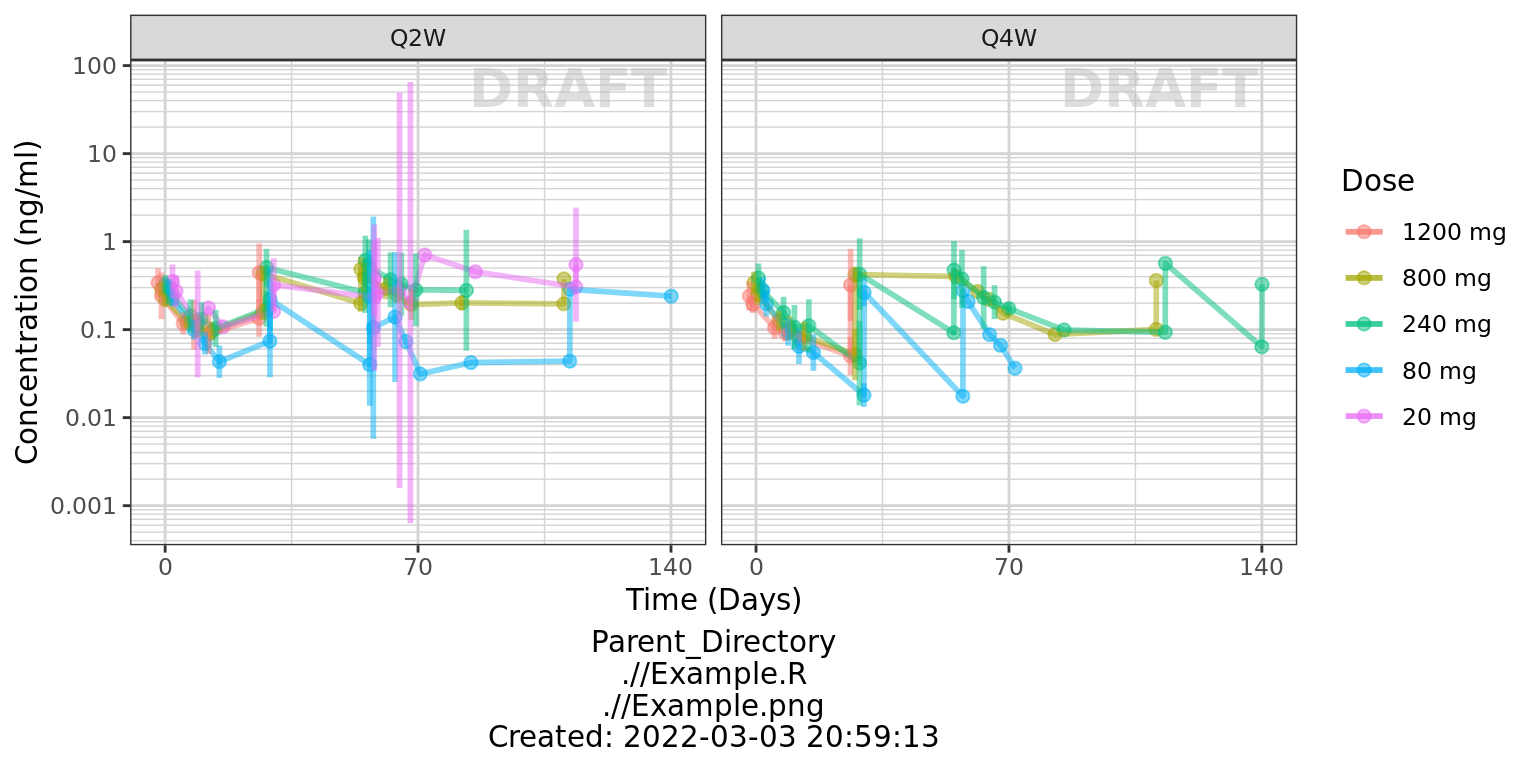 Q2W
Q4W
DRAFT
DRAFT
100
10
1
0.1
0.01
0.001
Concentration (ng/ml)
0
70
140
0
70
140
Time (Days)
Dose
1200 mg
800 mg
240 mg
80 mg
20 mg
Parent_Directory
.//Example.R
.//Example.png
Created: 2022-03-03 20:59:13